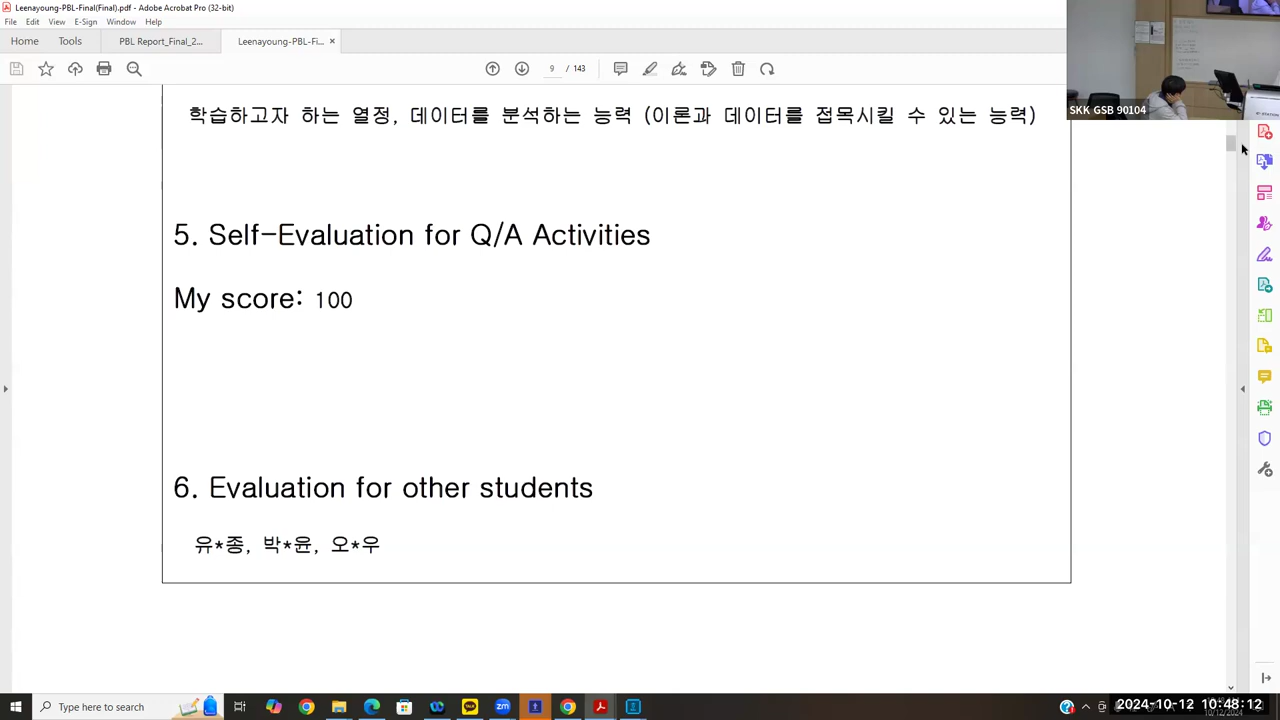 Leenayoung-PBL-Final(Final).pdf - Adobe Acrobat Pro (32-bit)
File Edit View E-Sign Window Help
Home Tools PBL Report_Final_2... Leenayoung-PBL-Fi... ×
9 / 143
SKK GSB 90104
학습하고자 하는 열정, 데이터를 분석하는 능력 (이론과 데이터를 접목시킬 수 있는 능력)
5. Self-Evaluation for Q/A Activities
My score: 100
6. Evaluation for other students
유*종, 박*윤, 오*우
Type here to search
2024-10-12 10:48:12